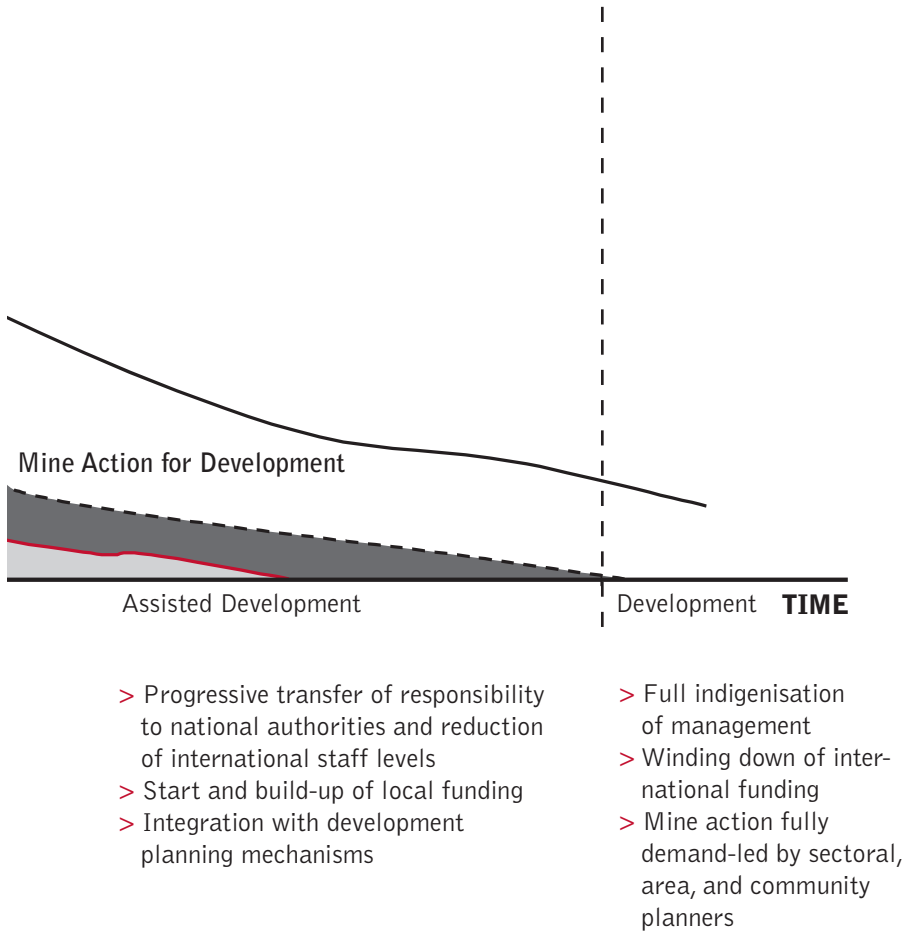 Mine Action for Development
Assisted Development
Development
TIME
> Progressive transfer of responsibility
to national authorities and reduction
of international staff levels
> Start and build-up of local funding
> Integration with development
planning mechanisms
> Full indigenisation
of management
> Winding down of inter-
national funding
> Mine action fully
demand-led by sectoral,
area, and community
planners